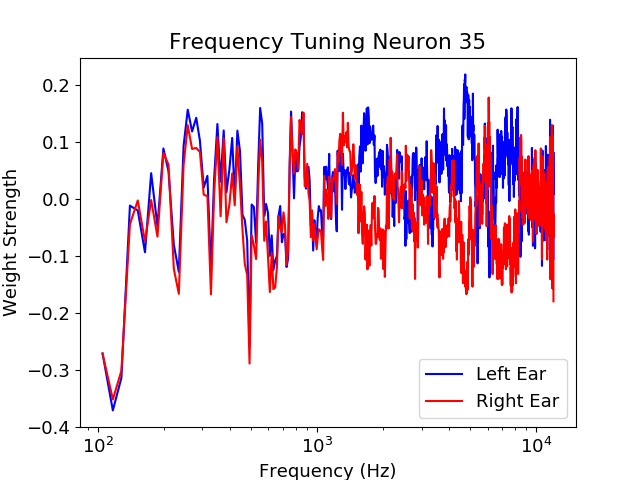 Frequency Tuning Neuron 35
0.2
0.1
0.0
−0.1
−0.2
−0.3
−0.4
Weight Strength
10²
10³
10⁴
Frequency (Hz)
Left Ear
Right Ear